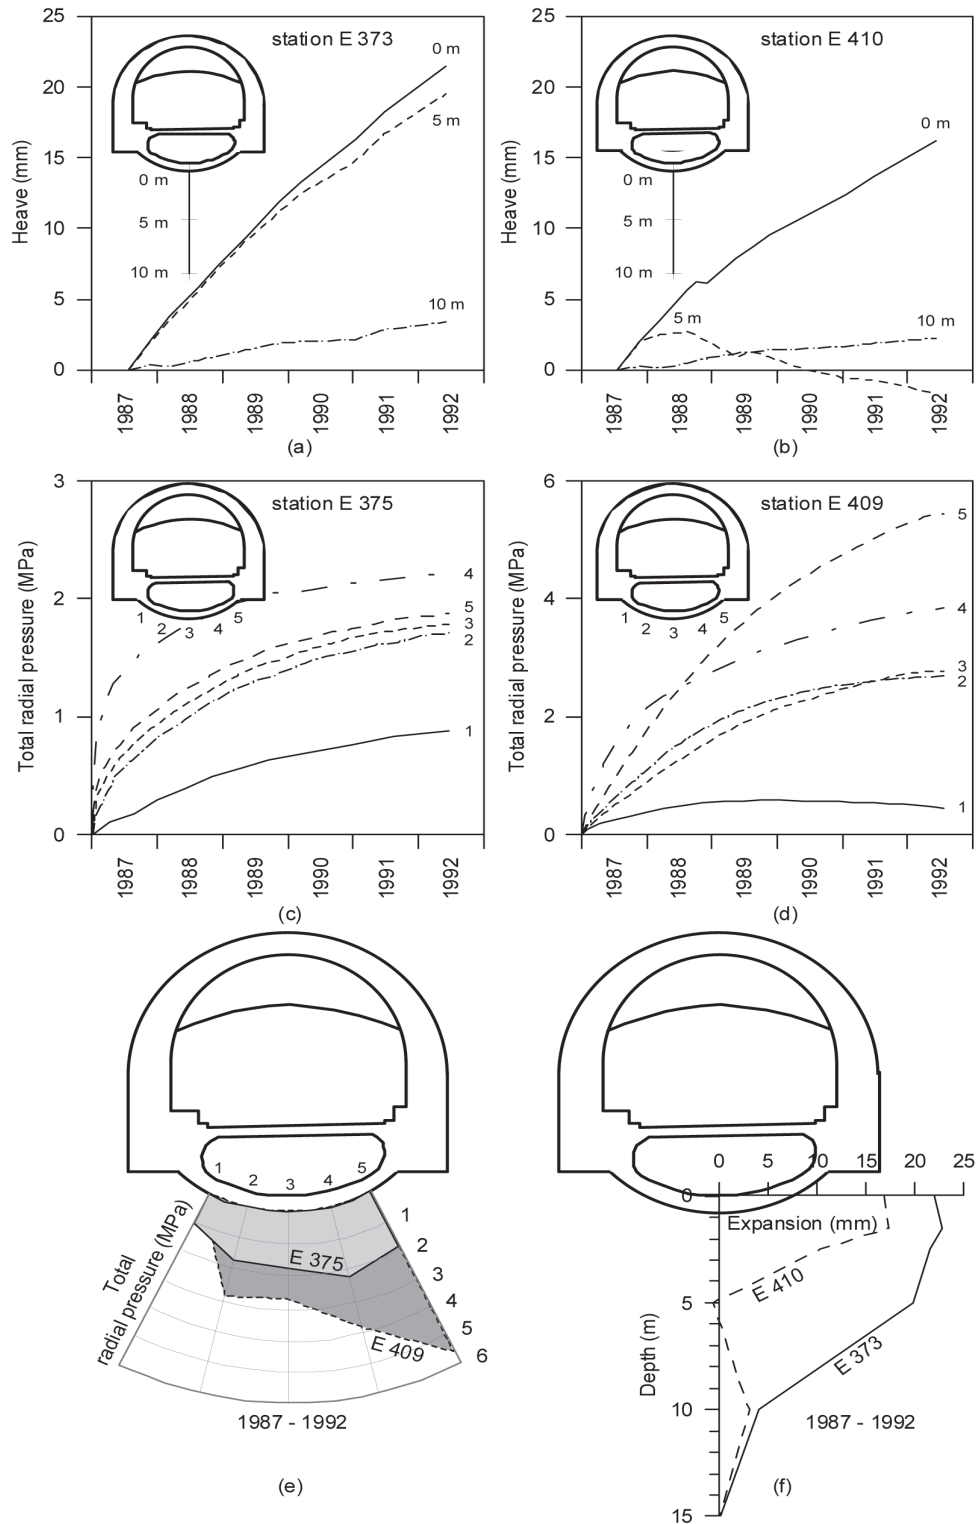 station E 373
Heave (mm)
25
20
15
10
5
0
0 m
5 m
10 m
0 m
5 m
10 m
1987
1988
1989
1990
1991
1992
(a)
station E 410
Heave (mm)
25
20
15
10
5
0
0 m
5 m
10 m
0 m
5 m
10 m
1987
1988
1989
1990
1991
1992
(b)
station E 375
Total radial pressure (MPa)
3
2
1
0
1 2 3 4 5
4
5
3
2
1
1987
1988
1989
1990
1991
1992
(c)
station E 409
Total radial pressure (MPa)
6
4
2
0
1 2 3 4 5
5
4
3
2
1
1987
1988
1989
1990
1991
1992
(d)
1 2 3 4 5
Total
radial pressure (MPa)
1
2
3
4
5
6
E 375
E 409
1987 - 1992
(e)
0 5 10 15 20 25
Expansion (mm)
Depth (m)
0
5
10
15
E 410
E 373
1987 - 1992
(f)